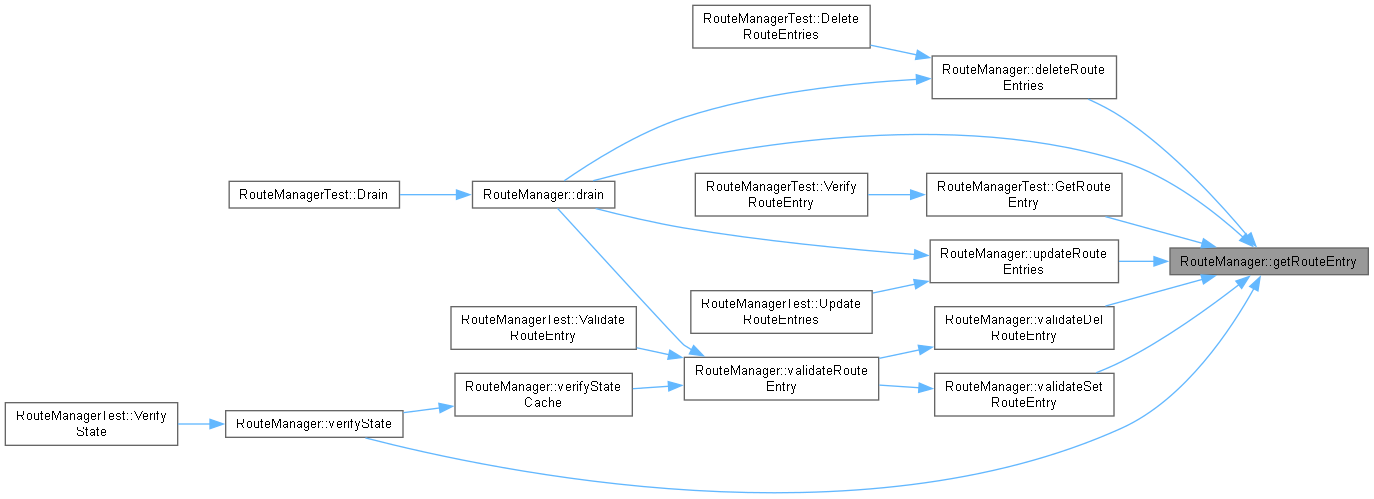 RouteManagerTest::Delete
RouteEntries
RouteManager::deleteRoute
Entries
RouteManagerTest::Drain
RouteManager::drain
RouteManagerTest::Verify
RouteEntry
RouteManagerTest::GetRoute
Entry
RouteManager::updateRoute
Entries
RouteManager::getRouteEntry
RouteManagerTest::Update
RouteEntries
RouteManagerTest::Validate
RouteEntry
RouteManager::validateDel
RouteEntry
RouteManager::validateRoute
Entry
RouteManager::verifyState
Cache
RouteManager::validateSet
RouteEntry
RouteManagerTest::Verify
State
RouteManager::verifyState